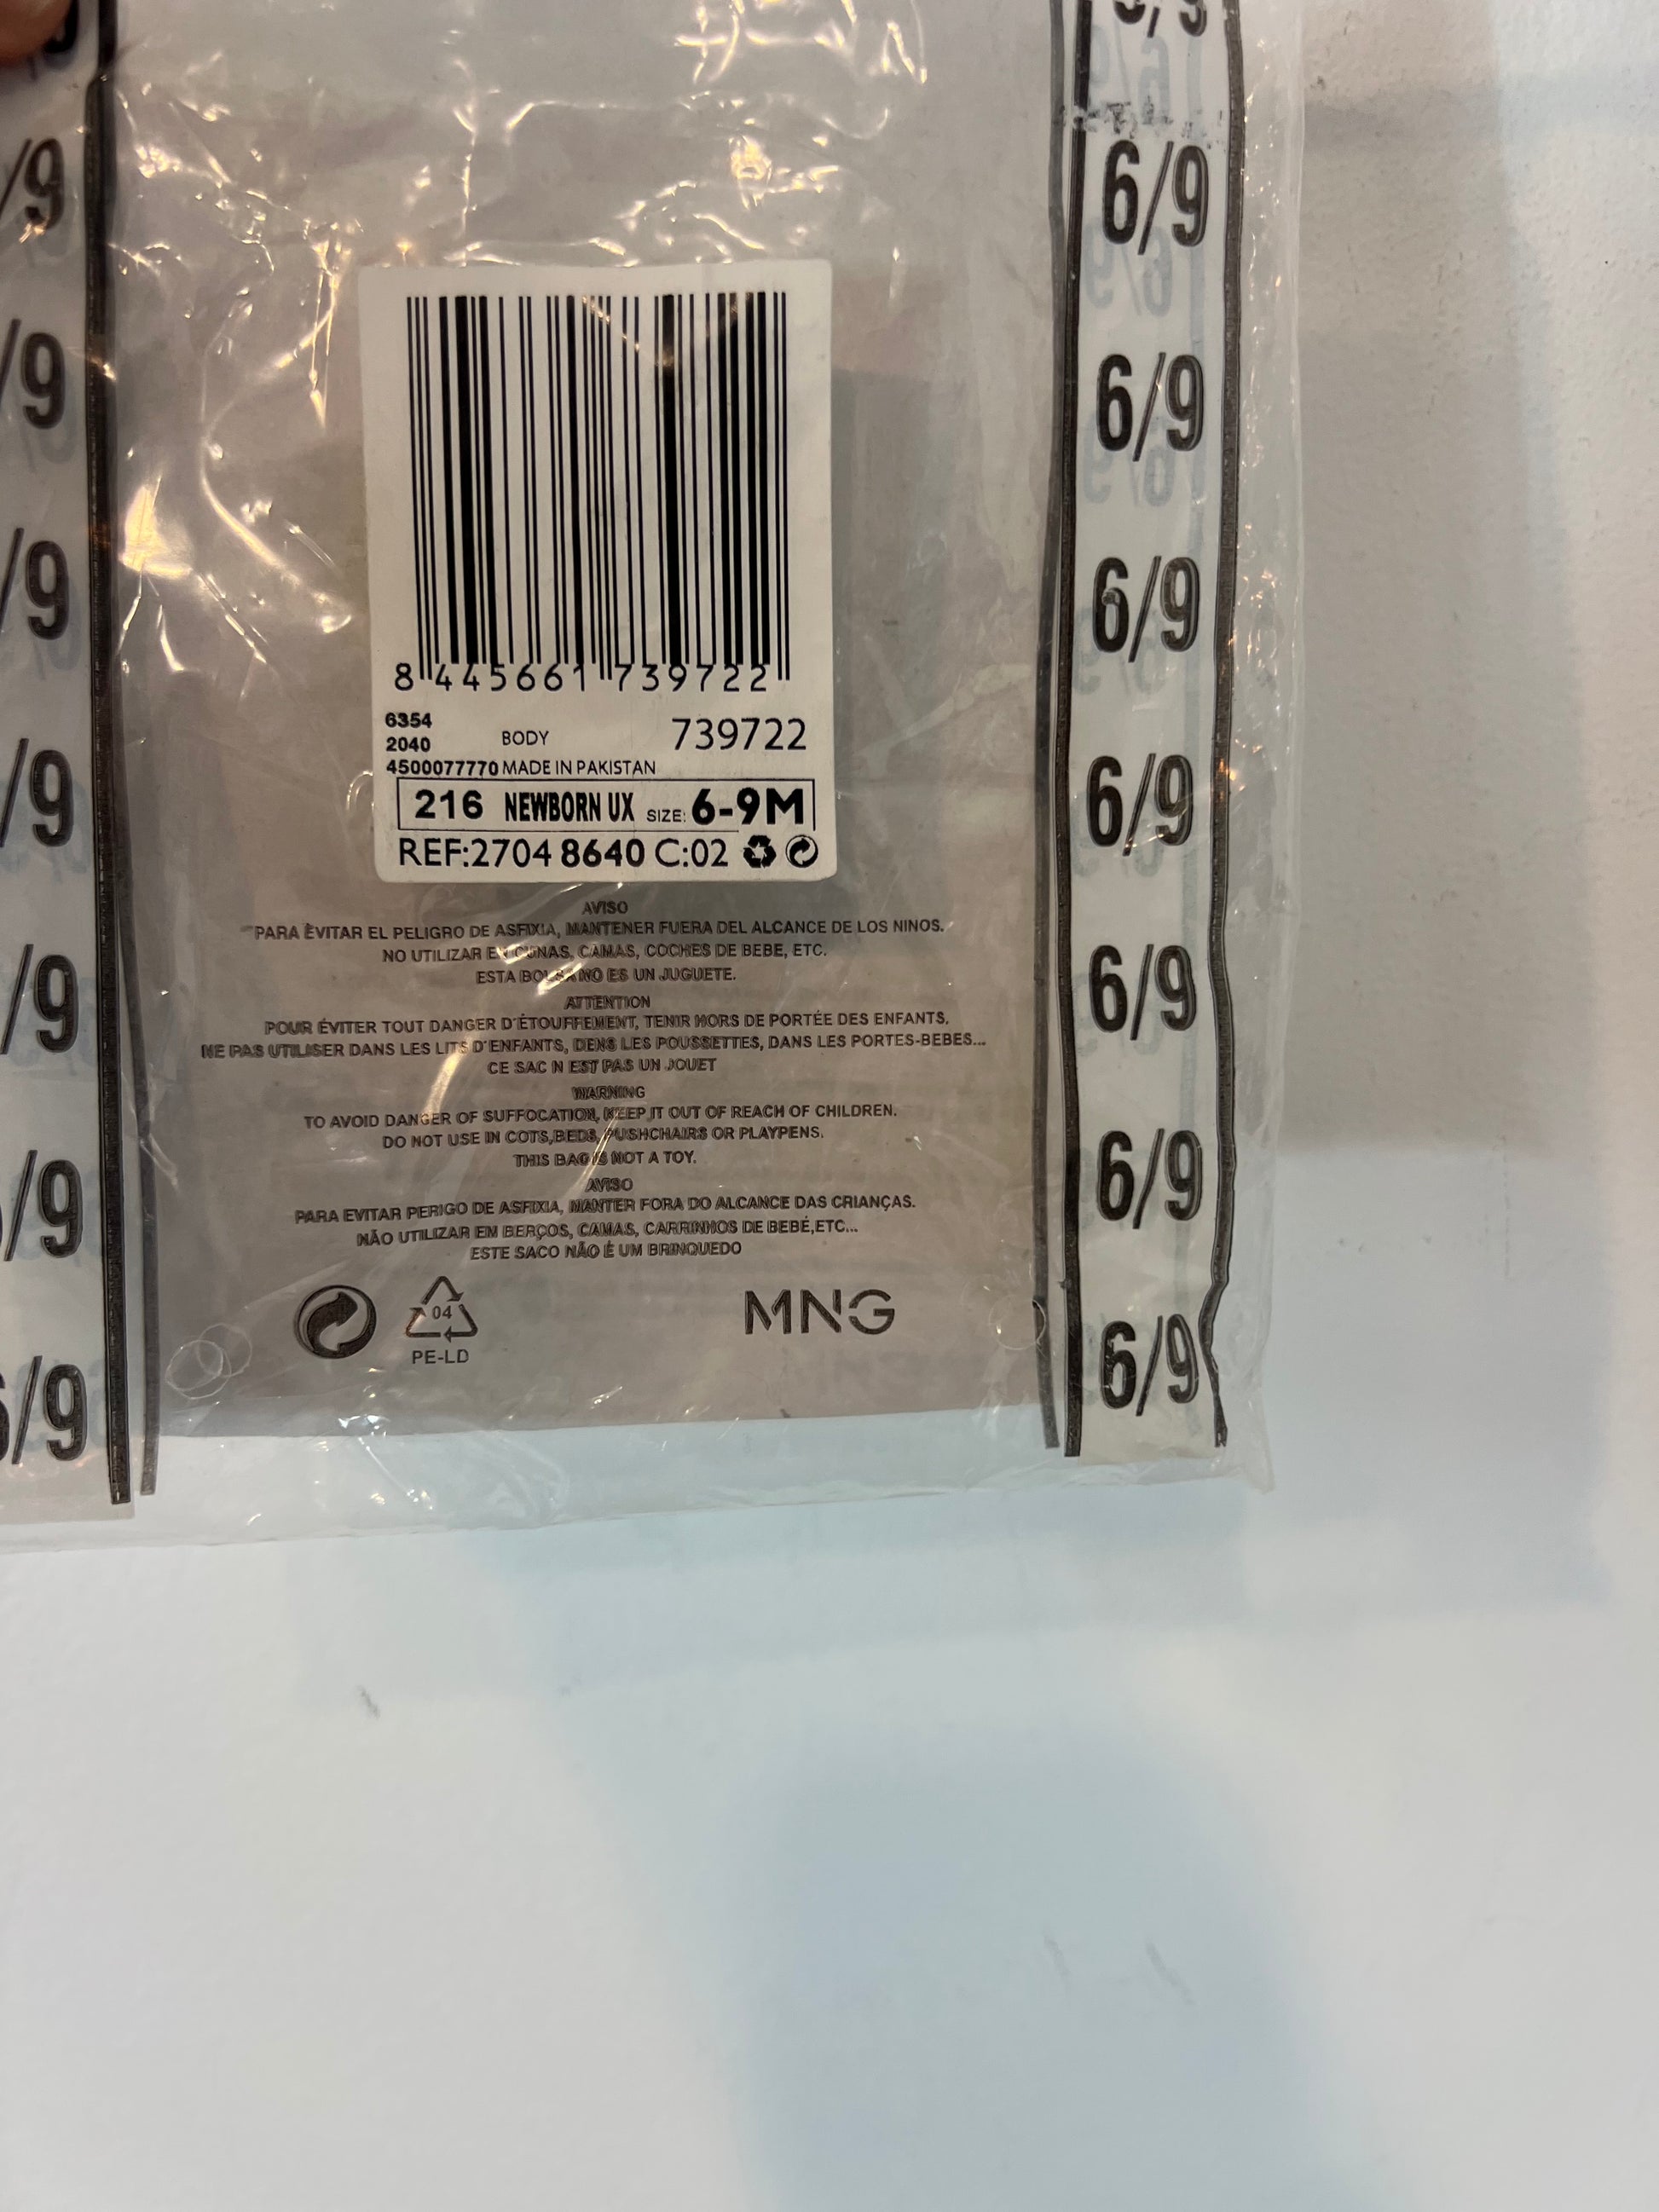 8 445661 739722
6354
2040 BODY 739722
4500077770 MADE IN PAKISTAN
216 NEWBORN UX SIZE: 6-9M
REF:2704 8640 C:02
AVISO
PARA EVITAR EL PELIGRO DE ASFIXIA, MANTENER FUERA DEL ALCANCE DE LOS NINOS.
NO UTILIZAR EN CUNAS, CAMAS, COCHES DE BEBE, ETC.
ESTA BOLSA NO ES UN JUGUETE.
ATTENTION
POUR ÉVITER TOUT DANGER D'ÉTOUFFEMENT, TENIR HORS DE PORTÉE DES ENFANTS,
NE PAS UTILISER DANS LES LITS D'ENFANTS, DENS LES POUSSETTES, DANS LES PORTES-BEBES...
CE SAC N EST PAS UN JOUET
WARNING
TO AVOID DANGER OF SUFFOCATION, KEEP IT OUT OF REACH OF CHILDREN.
DO NOT USE IN COTS,BEDS, PUSHCHAIRS OR PLAYPENS.
THIS BAG IS NOT A TOY.
AVISO
PARA EVITAR PERIGO DE ASFIXIA, MANTER FORA DO ALCANCE DAS CRIANÇAS.
NÃO UTILIZAR EM BERÇOS, CAMAS, CARRINHOS DE BEBÉ,ETC...
ESTE SACO NÃO É UM BRINQUEDO
04
PE-LD
MNG
6/9
6/9
6/9
6/9
6/9
6/9
6/9
/9
/9
/9
/9
/9
/9
6/9